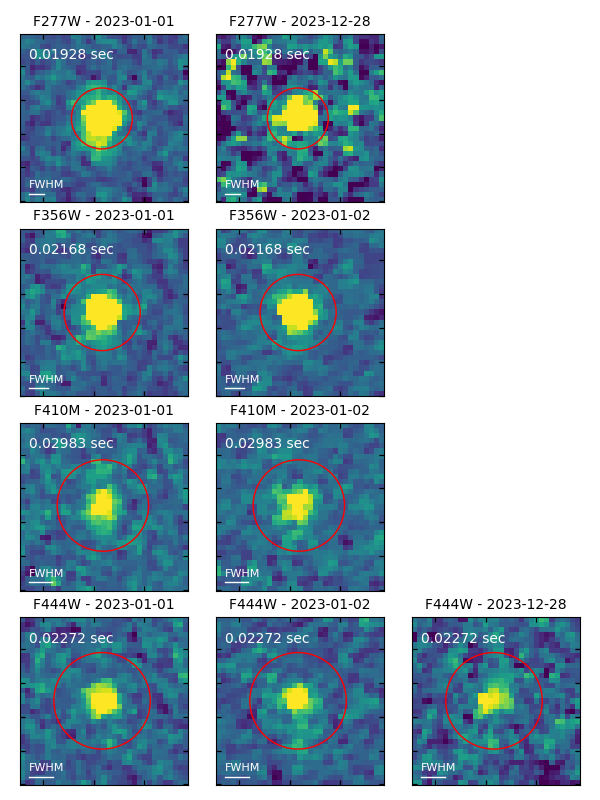 F277W - 2023-01-01
0.01928 sec
FWHM
F277W - 2023-12-28
0.01928 sec
FWHM
F356W - 2023-01-01
0.02168 sec
FWHM
F356W - 2023-01-02
0.02168 sec
FWHM
F410M - 2023-01-01
0.02983 sec
FWHM
F410M - 2023-01-02
0.02983 sec
FWHM
F444W - 2023-01-01
0.02272 sec
FWHM
F444W - 2023-01-02
0.02272 sec
FWHM
F444W - 2023-12-28
0.02272 sec
FWHM